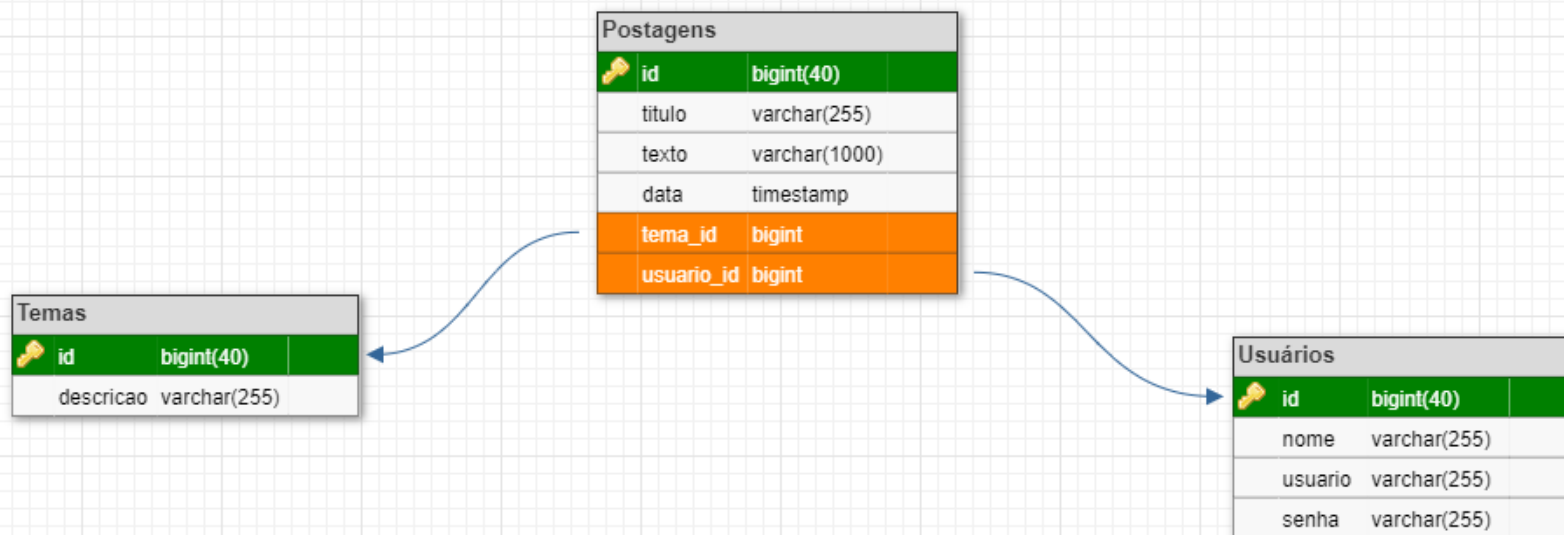 Postagens
id bigint(40)
titulo varchar(255)
texto varchar(1000)
data timestamp
tema_id bigint
usuario_id bigint
Temas
id bigint(40)
descricao varchar(255)
Usuários
id bigint(40)
nome varchar(255)
usuario varchar(255)
senha varchar(255)